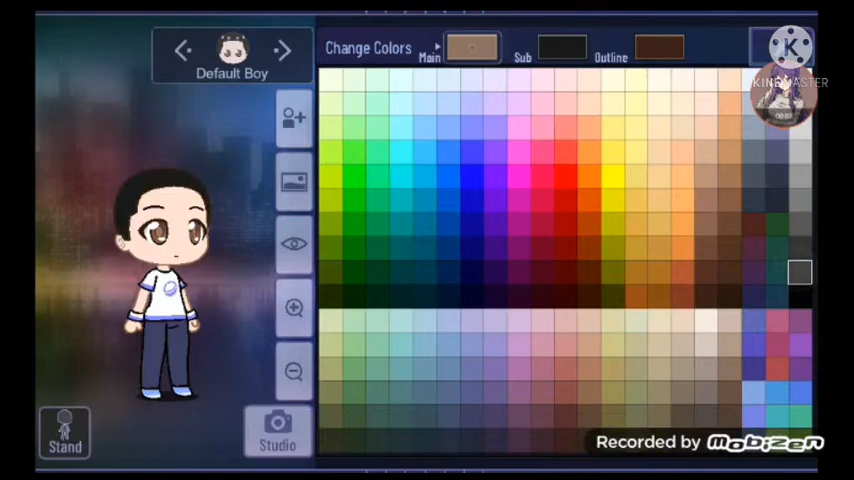 Default Boy
Change Colors
Main
Sub
Outline
K
KINEMASTER
Stand
Studio
Recorded by mobizen